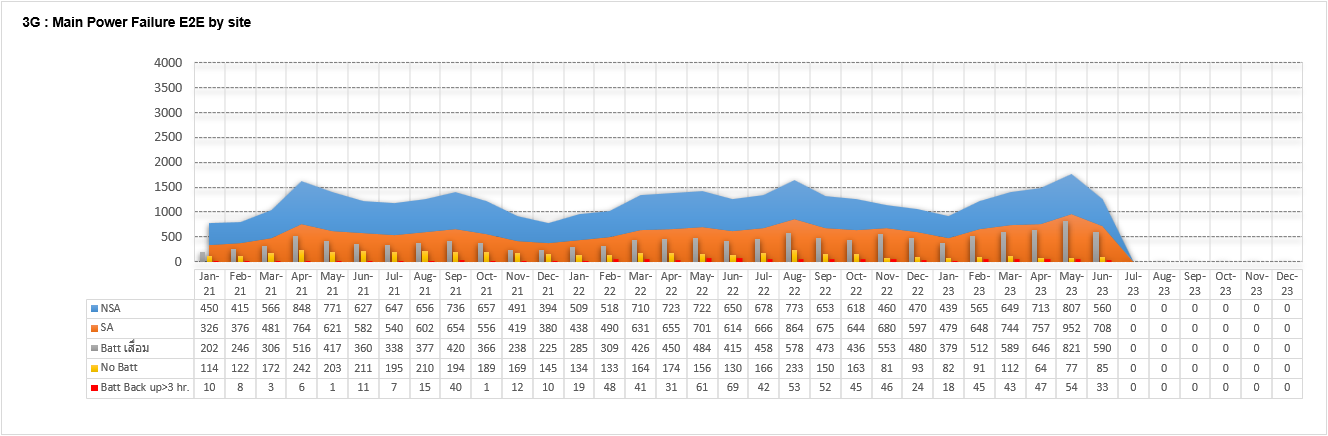 3G : Main Power Failure E2E by site
4000
3500
3000
2500
2000
1500
1000
500
0
Jan-21 Feb-21 Mar-21 Apr-21 May-21 Jun-21 Jul-21 Aug-21 Sep-21 Oct-21 Nov-21 Dec-21 Jan-22 Feb-22 Mar-22 Apr-22 May-22 Jun-22 Jul-22 Aug-22 Sep-22 Oct-22 Nov-22 Dec-22 Jan-23 Feb-23 Mar-23 Apr-23 May-23 Jun-23 Jul-23 Aug-23 Sep-23 Oct-23 Nov-23 Dec-23
NSA 450 415 566 848 771 627 647 656 736 657 491 394 509 518 710 723 722 650 678 773 653 618 460 470 439 565 649 713 807 560 0 0 0 0 0 0
SA 326 376 481 764 621 582 540 602 654 556 419 380 438 490 631 655 701 614 666 864 675 644 680 597 479 648 744 757 952 708 0 0 0 0 0 0
Batt เสื่อม 202 246 306 516 417 360 338 377 420 366 238 225 285 309 426 450 484 415 458 578 473 436 553 480 379 512 589 646 821 590 0 0 0 0 0 0
No Batt 114 122 172 242 203 211 195 210 194 189 169 145 134 133 164 174 156 130 166 233 150 163 81 93 82 91 112 64 77 85 0 0 0 0 0 0
Batt Back up>3 hr. 10 8 3 6 1 11 7 15 40 1 12 10 19 48 41 31 61 69 42 53 52 45 46 24 18 45 43 47 54 33 0 0 0 0 0 0